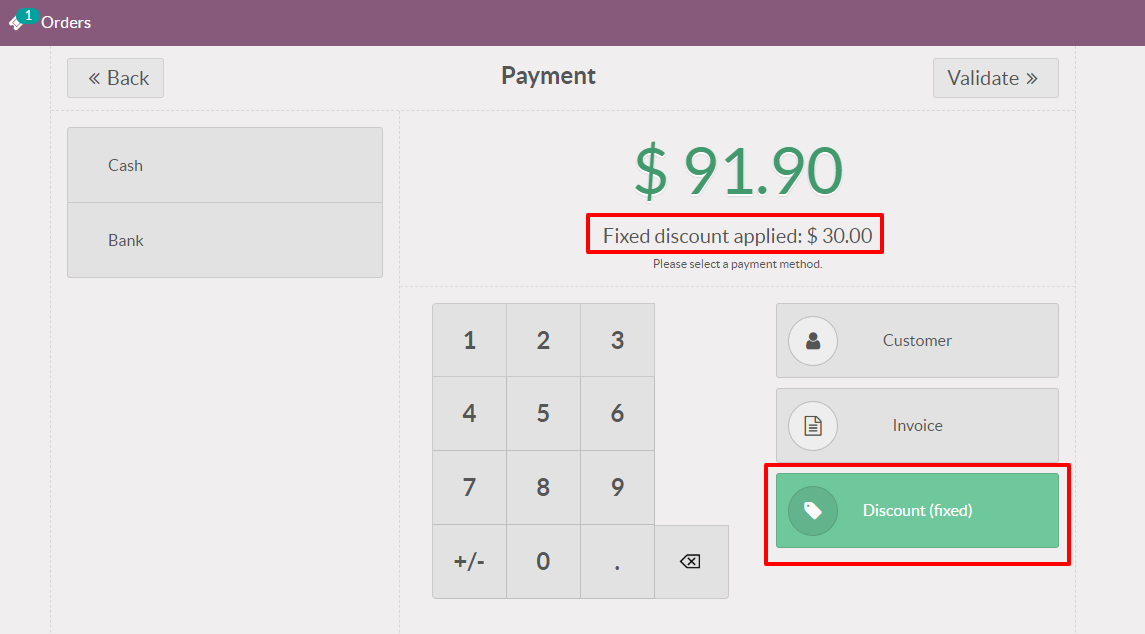 1
Orders
Back
Payment
Validate
Cash
Bank
$ 91.90
Fixed discount applied: $ 30.00
Please select a payment method.
1 2 3
4 5 6
7 8 9
+/- 0 .
Customer
Invoice
Discount (fixed)